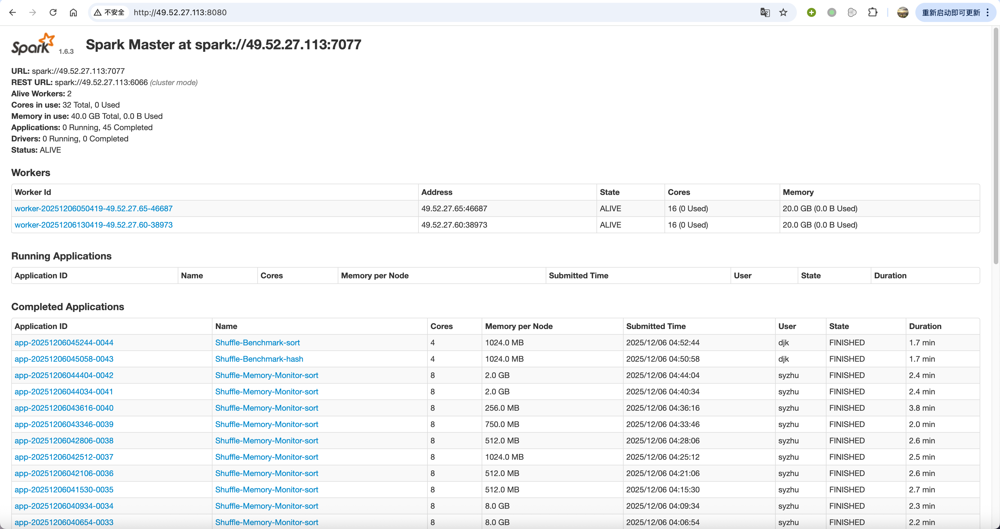 不安全 http://49.52.27.113:8080 重新启动即可更新
Spark 1.6.3 Spark Master at spark://49.52.27.113:7077
URL: spark://49.52.27.113:7077
REST URL: spark://49.52.27.113:6066 (cluster mode)
Alive Workers: 2
Cores in use: 32 Total, 0 Used
Memory in use: 40.0 GB Total, 0.0 B Used
Applications: 0 Running, 45 Completed
Drivers: 0 Running, 0 Completed
Status: ALIVE
Workers
Worker Id Address State Cores Memory
worker-20251206050419-49.52.27.65-46687 49.52.27.65:46687 ALIVE 16 (0 Used) 20.0 GB (0.0 B Used)
worker-20251206130419-49.52.27.60-38973 49.52.27.60:38973 ALIVE 16 (0 Used) 20.0 GB (0.0 B Used)
Running Applications
Application ID Name Cores Memory per Node Submitted Time User State Duration
Completed Applications
Application ID Name Cores Memory per Node Submitted Time User State Duration
app-20251206045244-0044 Shuffle-Benchmark-sort 4 1024.0 MB 2025/12/06 04:52:44 djk FINISHED 1.7 min
app-20251206045058-0043 Shuffle-Benchmark-hash 4 1024.0 MB 2025/12/06 04:50:58 djk FINISHED 1.7 min
app-20251206044404-0042 Shuffle-Memory-Monitor-sort 8 2.0 GB 2025/12/06 04:44:04 syzhu FINISHED 2.4 min
app-20251206044034-0041 Shuffle-Memory-Monitor-sort 8 2.0 GB 2025/12/06 04:40:34 syzhu FINISHED 2.4 min
app-20251206043616-0040 Shuffle-Memory-Monitor-sort 8 256.0 MB 2025/12/06 04:36:16 syzhu FINISHED 3.8 min
app-20251206043346-0039 Shuffle-Memory-Monitor-sort 8 750.0 MB 2025/12/06 04:33:46 syzhu FINISHED 2.0 min
app-20251206042806-0038 Shuffle-Memory-Monitor-sort 8 512.0 MB 2025/12/06 04:28:06 syzhu FINISHED 2.6 min
app-20251206042512-0037 Shuffle-Memory-Monitor-sort 8 1024.0 MB 2025/12/06 04:25:12 syzhu FINISHED 2.5 min
app-20251206042106-0036 Shuffle-Memory-Monitor-sort 8 512.0 MB 2025/12/06 04:21:06 syzhu FINISHED 2.6 min
app-20251206041530-0035 Shuffle-Memory-Monitor-sort 8 512.0 MB 2025/12/06 04:15:30 syzhu FINISHED 2.7 min
app-20251206040934-0034 Shuffle-Memory-Monitor-sort 8 8.0 GB 2025/12/06 04:09:34 syzhu FINISHED 2.3 min
app-20251206040654-0033 Shuffle-Memory-Monitor-sort 8 8.0 GB 2025/12/06 04:06:54 syzhu FINISHED 2.2 min